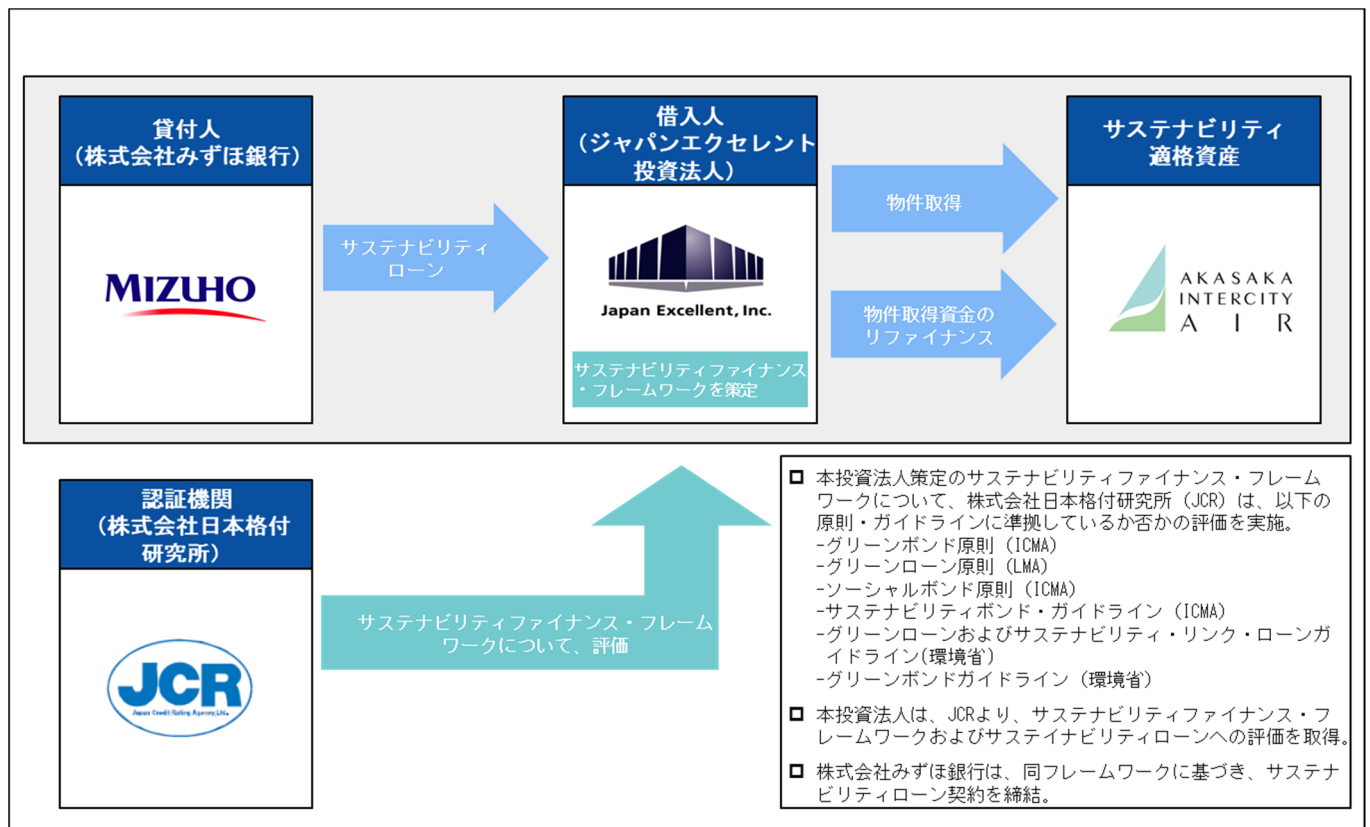 貸付人
（株式会社みずほ銀行）
MIZUHO
サステナビリティ
ローン
借入人
（ジャパンエクセレント
投資法人）
Japan Excellent, Inc.
サステナビリティファイナンス
・フレームワークを策定
物件取得
物件取得資金の
リファイナンス
サステナビリティ
適格資産
AKASAKA
INTERCITY
AIR
認証機関
（株式会社日本格付
研究所）
JCR
Japan Credit Rating Agency, Ltd.
サステナビリティファイナンス・フレーム
ワークについて、評価
本投資法人策定のサステナビリティファイナンス・フレーム
ワークについて、株式会社日本格付研究所（JCR）は、以下の
原則・ガイドラインに準拠しているか否かの評価を実施。
-グリーンボンド原則（ICMA）
-グリーンローン原則（LMA）
-ソーシャルボンド原則（ICMA）
-サステナビリティボンド・ガイドライン（ICMA）
-グリーンローンおよびサステナビリティ・リンク・ローンガ
イドライン(環境省）
-グリーンボンドガイドライン（環境省）
本投資法人は、JCRより、サステナビリティファイナンス・フ
レームワークおよびサステイナビリティローンへの評価を取得。
株式会社みずほ銀行は、同フレームワークに基づき、サステナ
ビリティローン契約を締結。